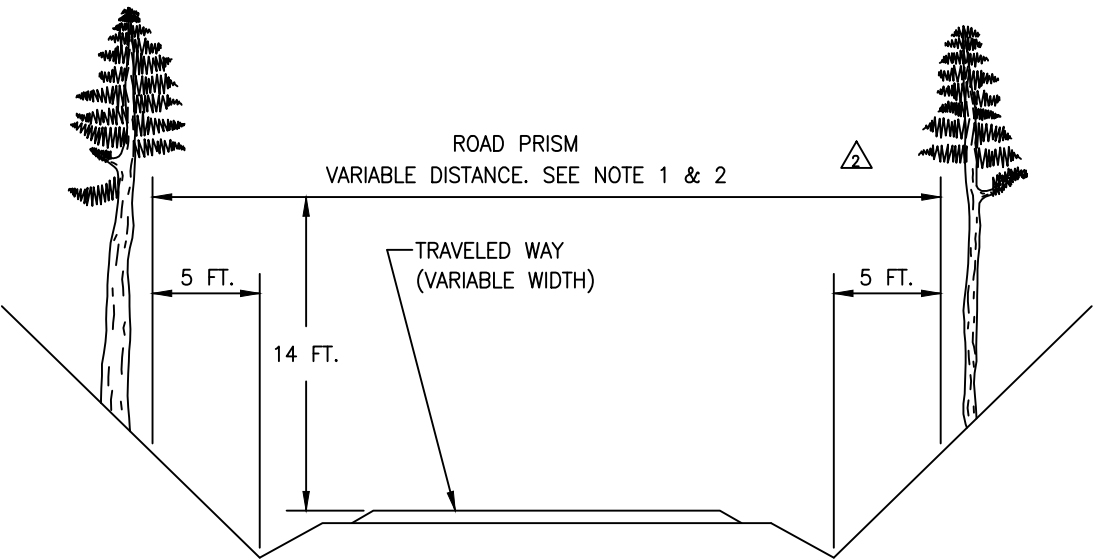 ROAD PRISM
VARIABLE DISTANCE. SEE NOTE 1 & 2
2
TRAVELED WAY
(VARIABLE WIDTH)
5 FT.
5 FT.
14 FT.